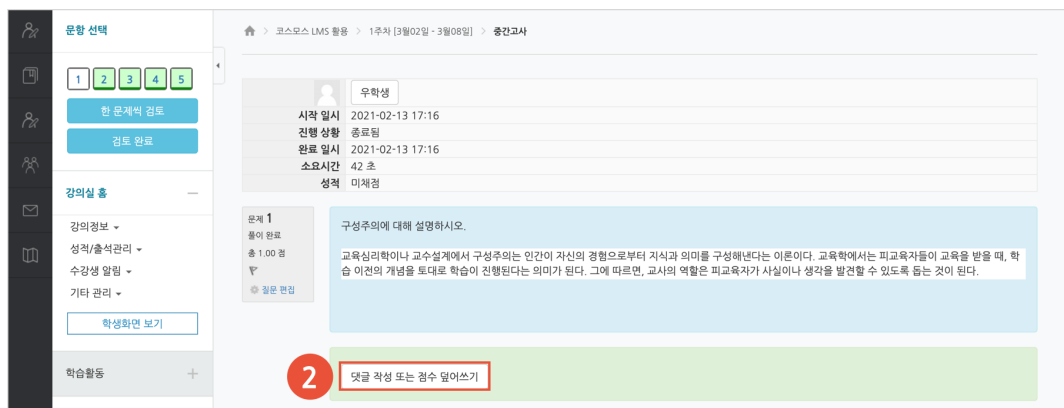 문항 선택
1 2 3 4 5
한 문제씩 검토
검토 완료
강의실 홈
강의정보
성적/출석관리
수강생 알림
기타 관리
학생화면 보기
학습활동
코스모스 LMS 활용 > 1주차 [3월02일 - 3월08일] > 중간고사
우학생
시작 일시 2021-02-13 17:16
진행 상황 종료됨
완료 일시 2021-02-13 17:16
소요시간 42 초
성적 미채점
문제 1
풀이 완료
총 1.00 점
질문 편집
구성주의에 대해 설명하시오.
교육심리학이나 교수설계에서 구성주의는 인간이 자신의 경험으로부터 지식과 의미를 구성해낸다는 이론이다. 교육학에서는 피교육자들이 교육을 받을 때, 학
습 이전의 개념을 토대로 학습이 진행된다는 의미가 된다. 그에 따르면, 교사의 역할은 피교육자가 사실이나 생각을 발견할 수 있도록 돕는 것이 된다.
2 댓글 작성 또는 점수 덮어쓰기